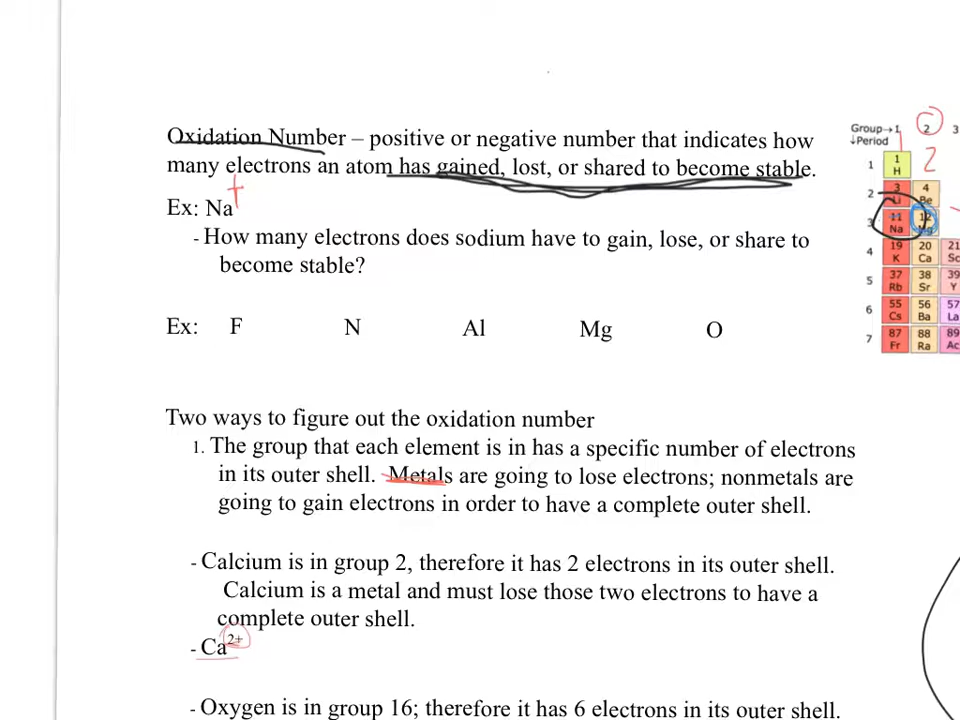 Oxidation Number – positive or negative number that indicates how
many electrons an atom has gained, lost, or shared to become stable.
Ex: Na+
- How many electrons does sodium have to gain, lose, or share to
become stable?
Ex: F N Al Mg O
Two ways to figure out the oxidation number
1. The group that each element is in has a specific number of electrons
in its outer shell. Metals are going to lose electrons; nonmetals are
going to gain electrons in order to have a complete outer shell.
- Calcium is in group 2, therefore it has 2 electrons in its outer shell.
Calcium is a metal and must lose those two electrons to have a
complete outer shell.
- Ca2+
- Oxygen is in group 16; therefore it has 6 electrons in its outer shell.
Group→ 1 2 3
↓Period 1 2
1 1
H
2 3 4
Li Be
3 11 12
Na Mg
4 19 20 21
K Ca Sc
5 37 38 39
Rb Sr Y
6 55 56 57
Cs Ba La
7 87 88 89
Fr Ra Ac